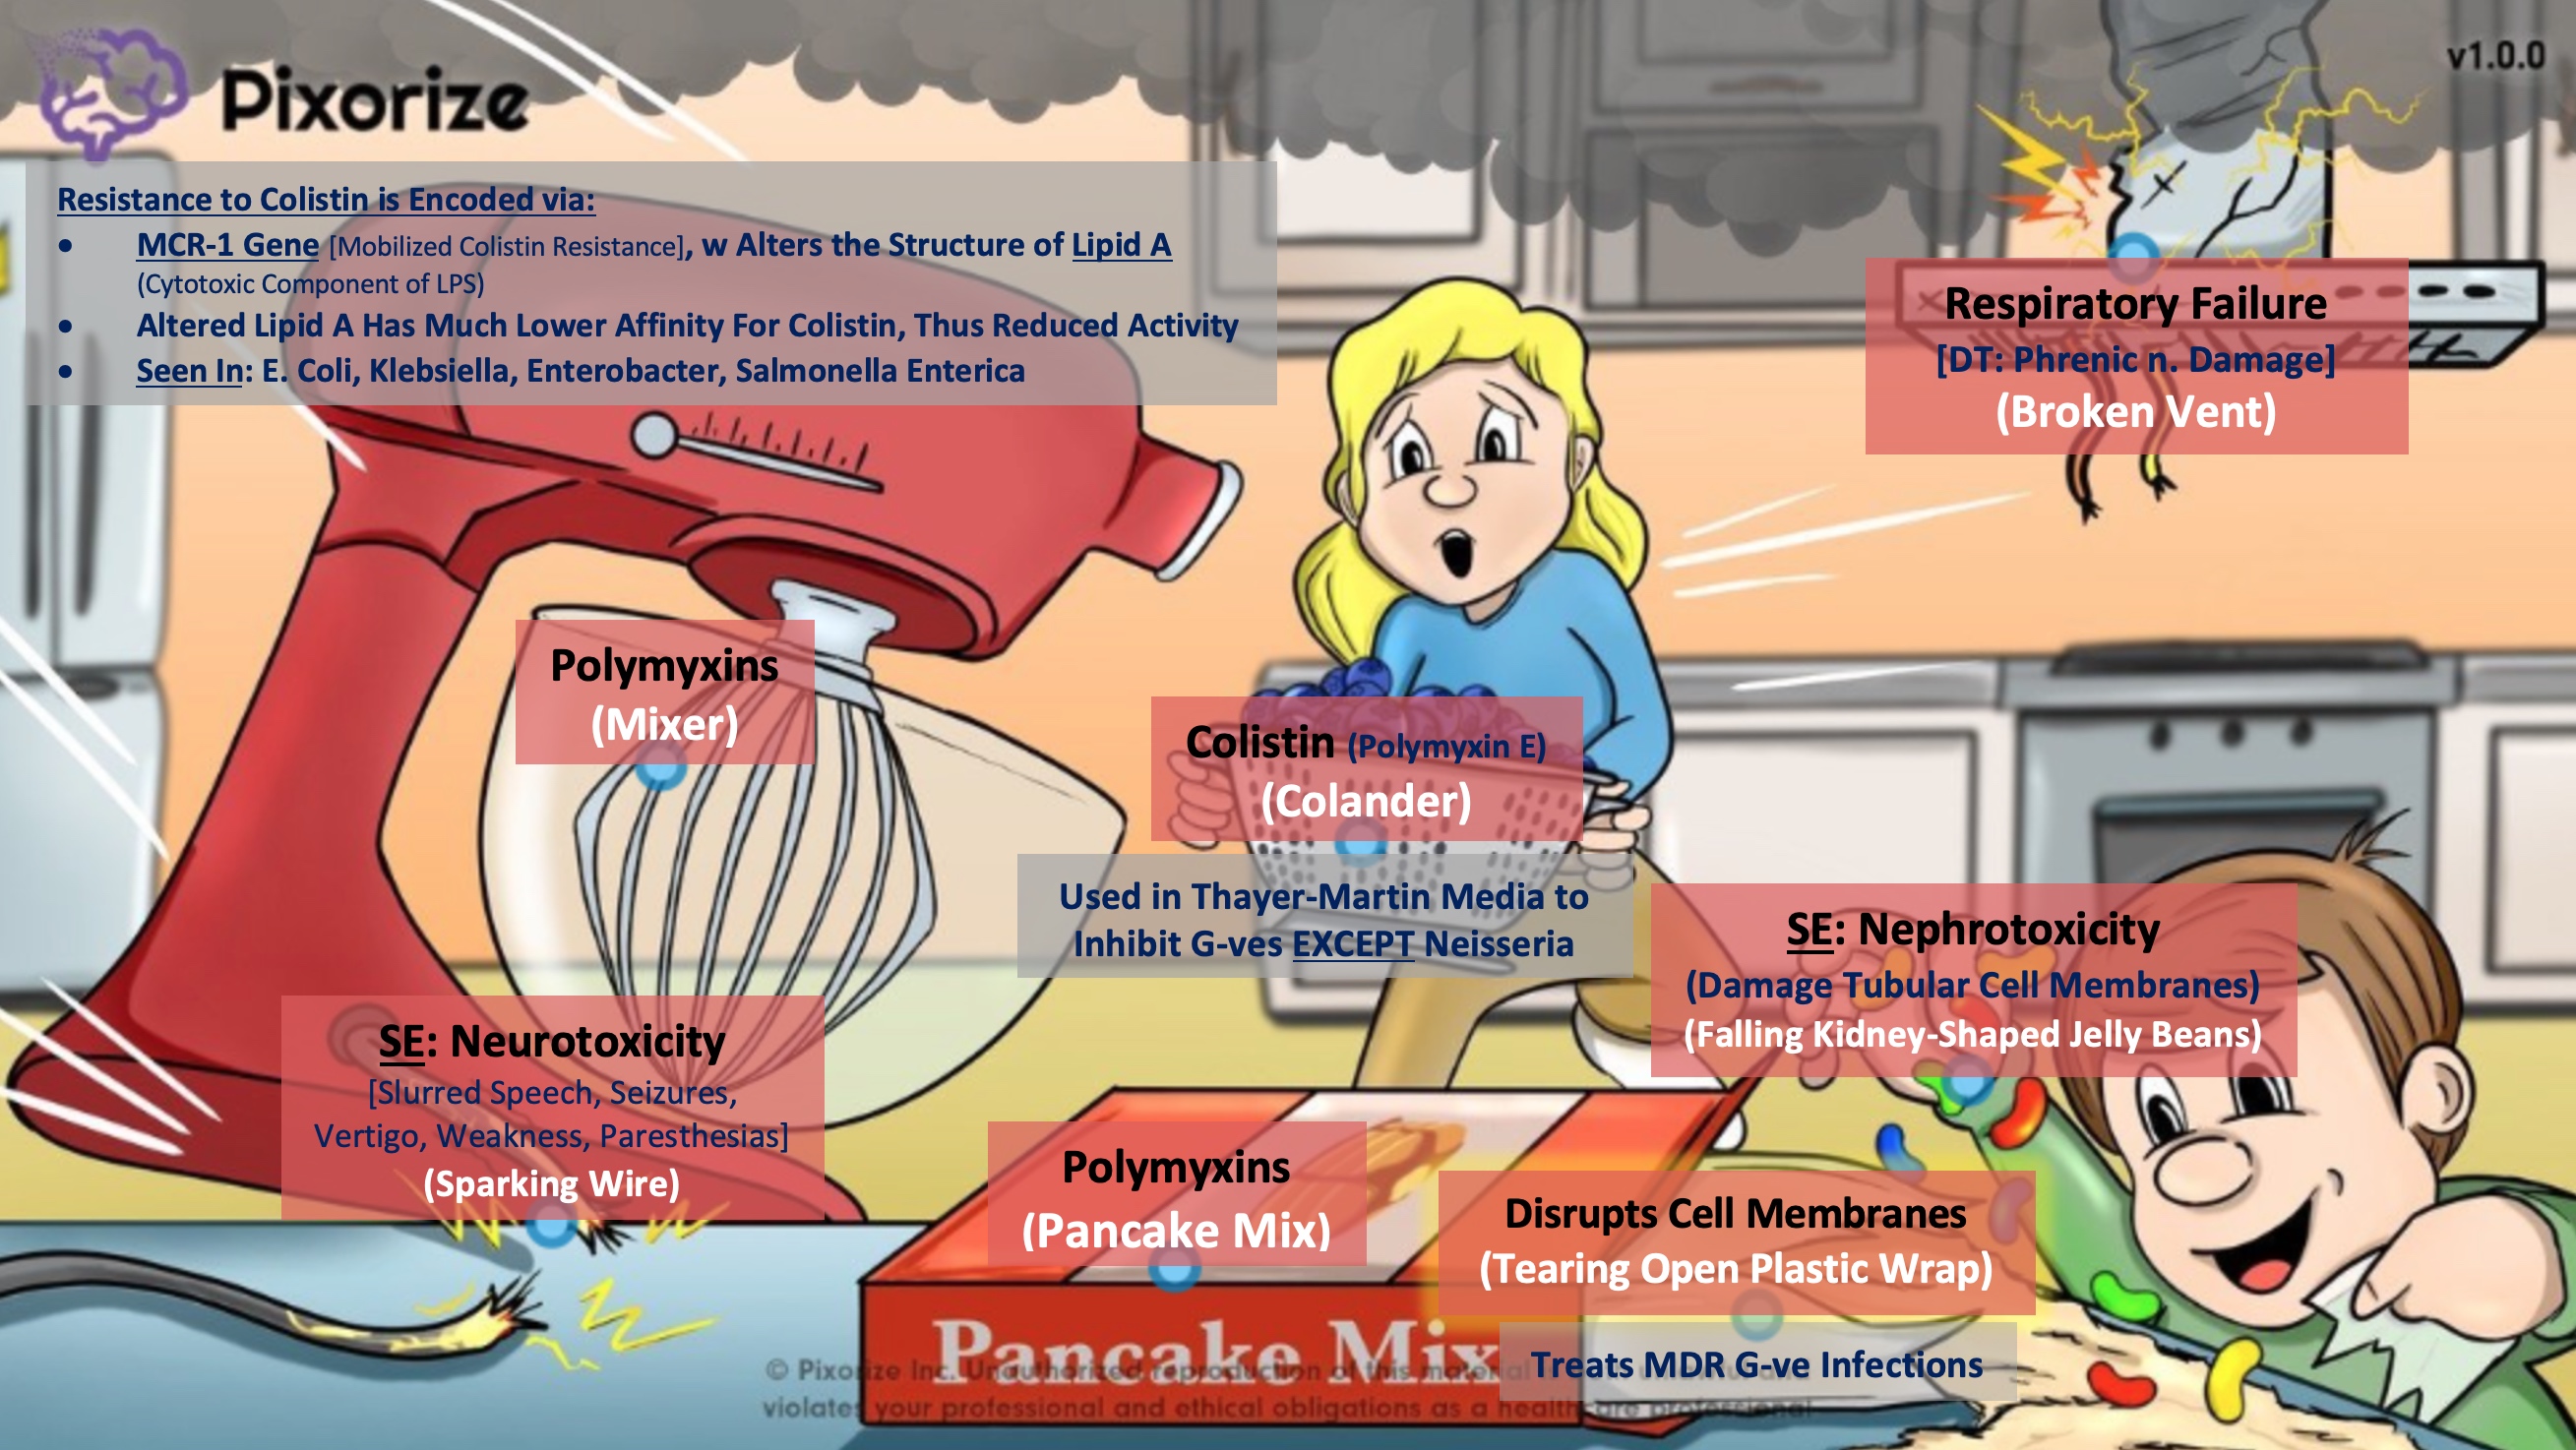 Pixorize
v1.0.0
Resistance to Colistin is Encoded via:
• MCR-1 Gene [Mobilized Colistin Resistance], w Alters the Structure of Lipid A
(Cytotoxic Component of LPS)
• Altered Lipid A Has Much Lower Affinity For Colistin, Thus Reduced Activity
• Seen In: E. Coli, Klebsiella, Enterobacter, Salmonella Enterica
Respiratory Failure
[DT: Phrenic n. Damage]
(Broken Vent)
Polymyxins
(Mixer)
Colistin (Polymyxin E)
(Colander)
Used in Thayer-Martin Media to
Inhibit G-ves EXCEPT Neisseria
SE: Nephrotoxicity
(Damage Tubular Cell Membranes)
(Falling Kidney-Shaped Jelly Beans)
SE: Neurotoxicity
[Slurred Speech, Seizures,
Vertigo, Weakness, Paresthesias]
(Sparking Wire)
Polymyxins
(Pancake Mix)
Disrupts Cell Membranes
(Tearing Open Plastic Wrap)
Treats MDR G-ve Infections
Pancake Mix
© Pixorize Inc. Unauthorized reproduction of this material
violates your professional and ethical obligations as a healthcare professional